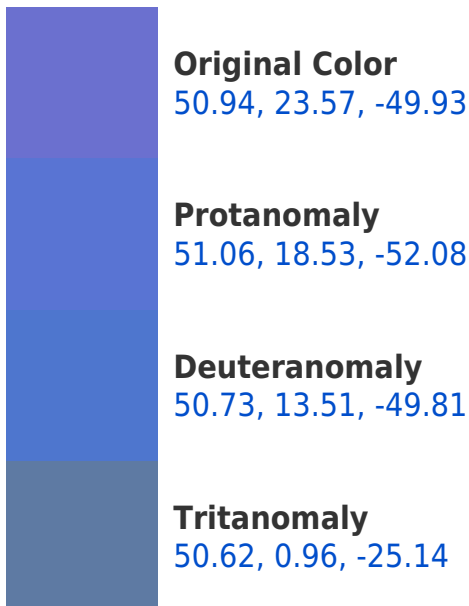 Original Color
50.94, 23.57, -49.93
Protanomaly
51.06, 18.53, -52.08
Deuteranomaly
50.73, 13.51, -49.81
Tritanomaly
50.62, 0.96, -25.14